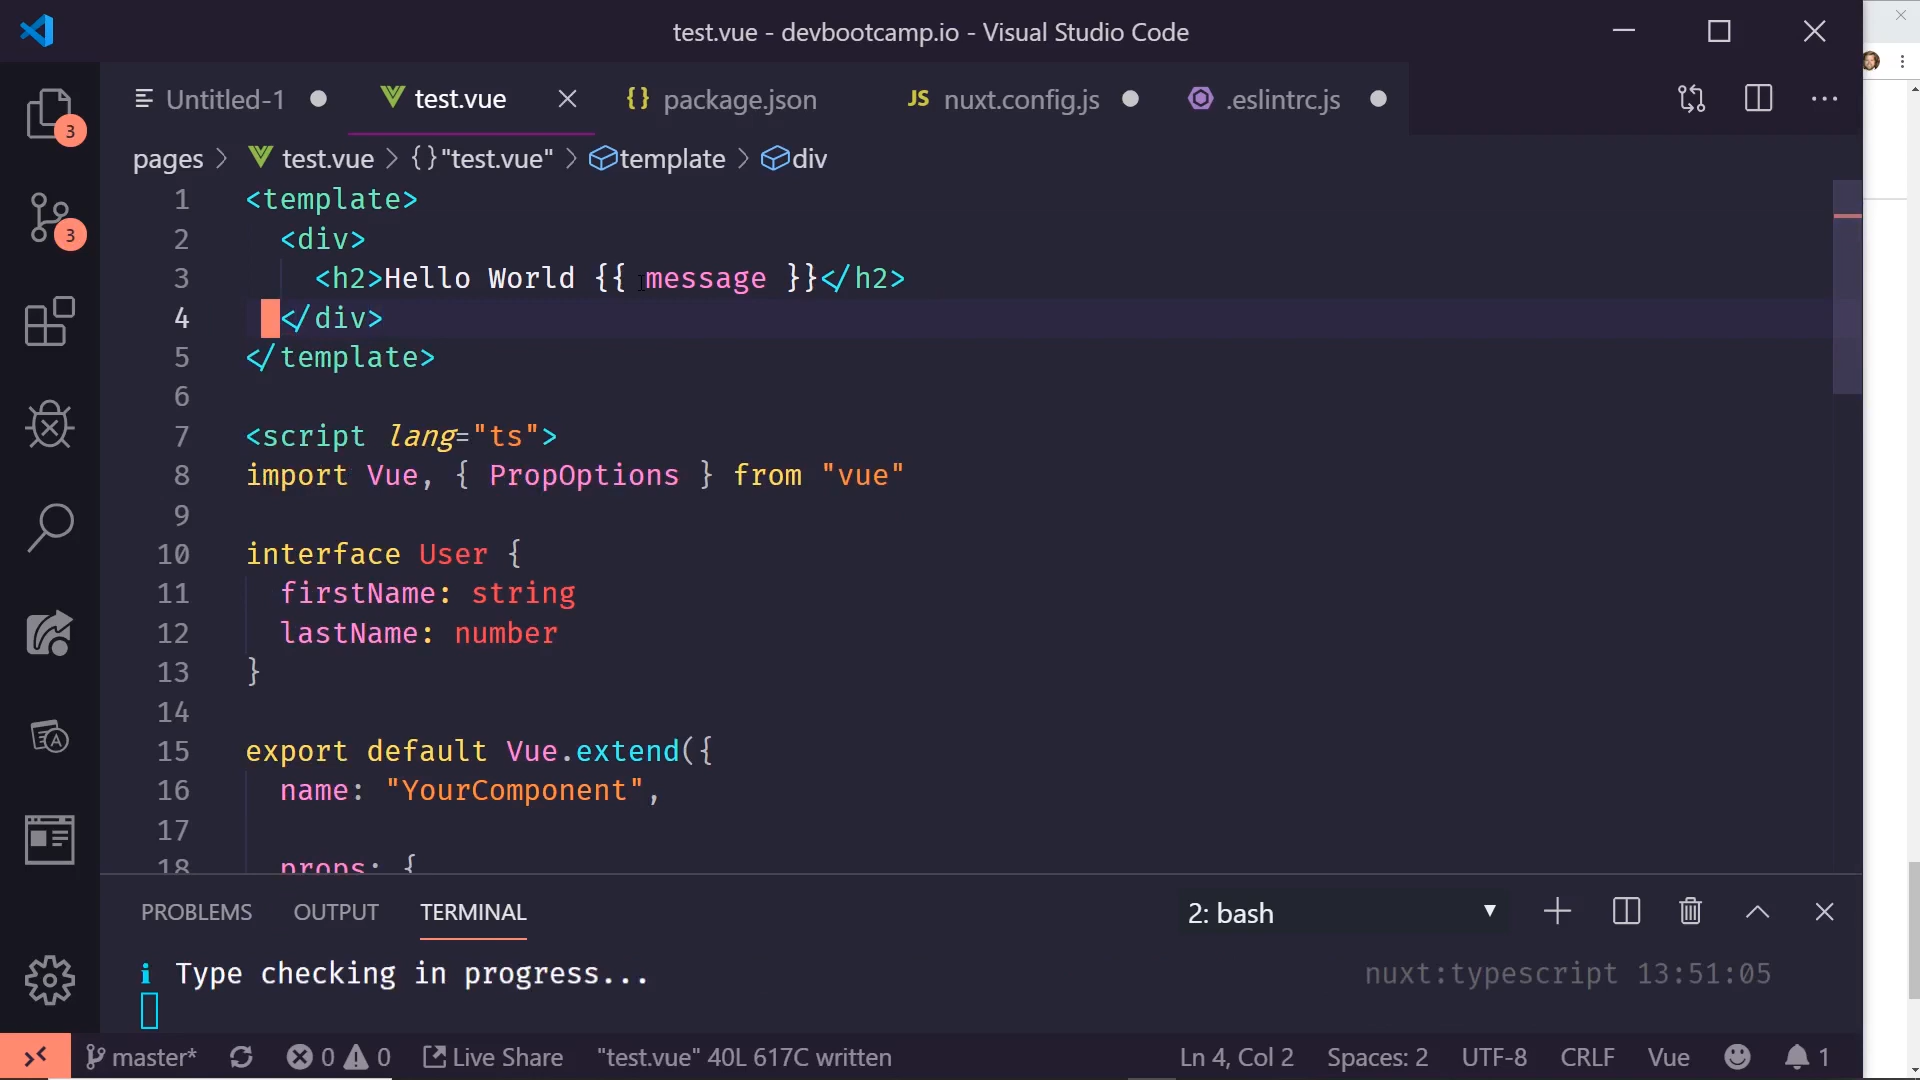 test.vue - devbootcamp.io - Visual Studio Code
Untitled-1 test.vue {} package.json JS nuxt.config.js .eslintrc.js
pages > test.vue > {} "test.vue" > template > div
3
3
1 <template>
2 <div>
3 <h2>Hello World {{ message }}</h2>
4 </div>
5 </template>
6
7 <script lang="ts">
8 import Vue, { PropOptions } from "vue"
9
10 interface User {
11 firstName: string
12 lastName: number
13 }
14
15 export default Vue.extend({
16 name: "YourComponent",
17
18 props: {
PROBLEMS OUTPUT TERMINAL 2: bash
i Type checking in progress... nuxt:typescript 13:51:05
master* 0 0 Live Share "test.vue" 40L 617C written Ln 4, Col 2 Spaces: 2 UTF-8 CRLF Vue 1